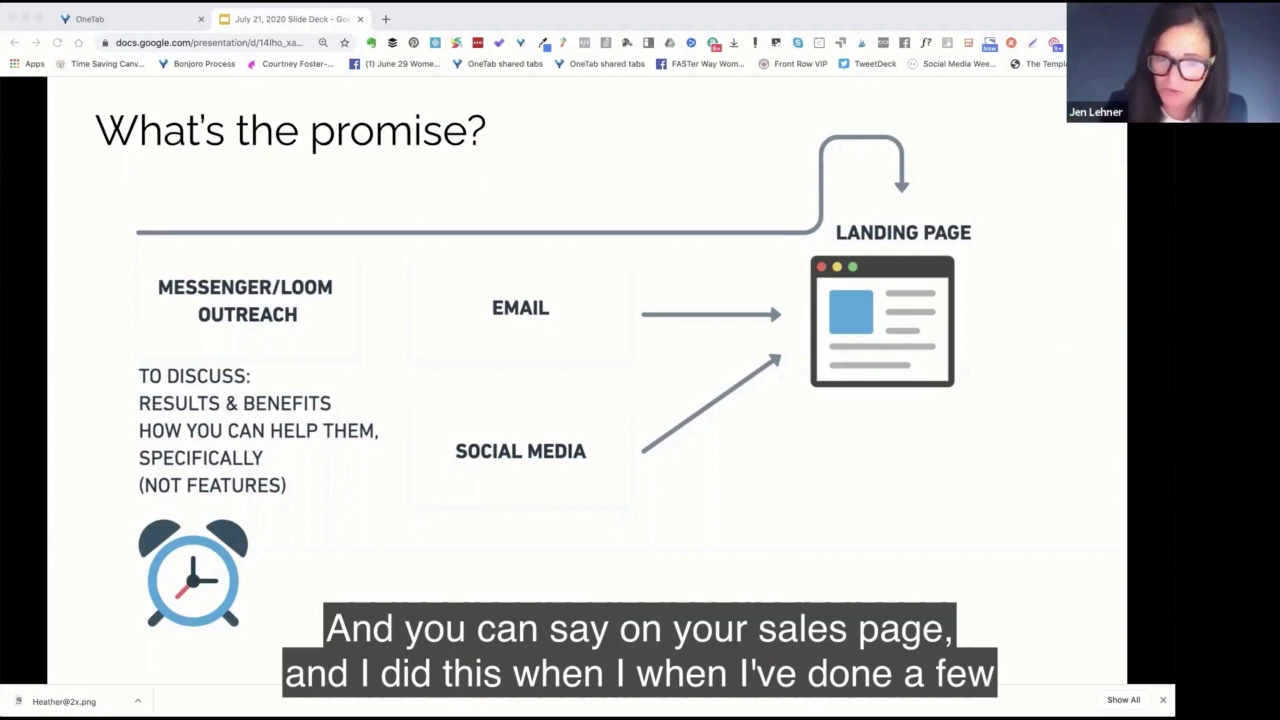 OneTab
July 21, 2020 Slide Deck - Goo
docs.google.com/presentation/d/14lho_xa...
Apps
Time Saving Canv...
Bonjoro Process
Courtney Foster-...
(1) June 29 Wome...
OneTab shared tabs
OneTab shared tabs
FASTer Way Wom...
Front Row VIP
TweetDeck
Social Media Wee...
The Templ
Jen Lehner
What's the promise?
LANDING PAGE
MESSENGER/LOOM
OUTREACH
EMAIL
TO DISCUSS:
RESULTS & BENEFITS
HOW YOU CAN HELP THEM,
SPECIFICALLY
(NOT FEATURES)
SOCIAL MEDIA
And you can say on your sales page,
and I did this when I when I've done a few
Heather@2x.png
Show All